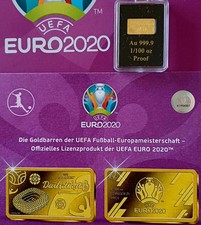 UEFA
EURO2020
Au 999.9
1/100 oz
Proof
UEFA
EURO2020
Die Goldbarren der UEFA Fußball-Europameisterschaft –
Offizielles Lizenzprodukt der UEFA EURO 2020™